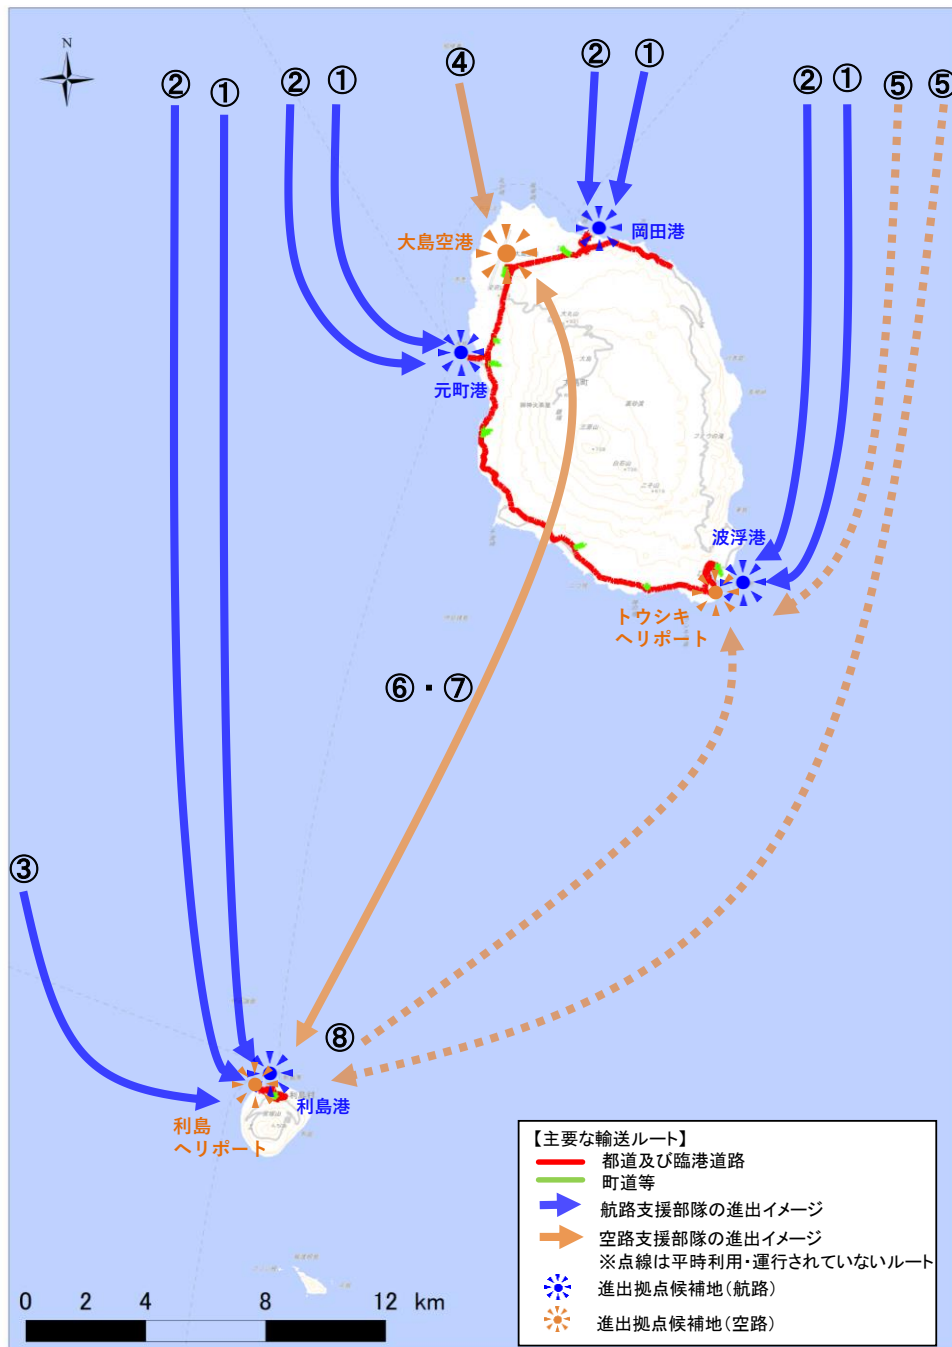 N
② ① ② ① ④ ② ① ② ① ⑤ ⑤
大島空港
岡田港
元町港
波浮港
トウシキ
ヘリポート
⑥・⑦
③
⑧
利島港
利島
ヘリポート
【主要な輸送ルート】
都道及び臨港道路
町道等
航路支援部隊の進出イメージ
空路支援部隊の進出イメージ
※点線は平時利用・運行されていないルート
進出拠点候補地(航路)
進出拠点候補地(空路)
0 2 4 8 12 km